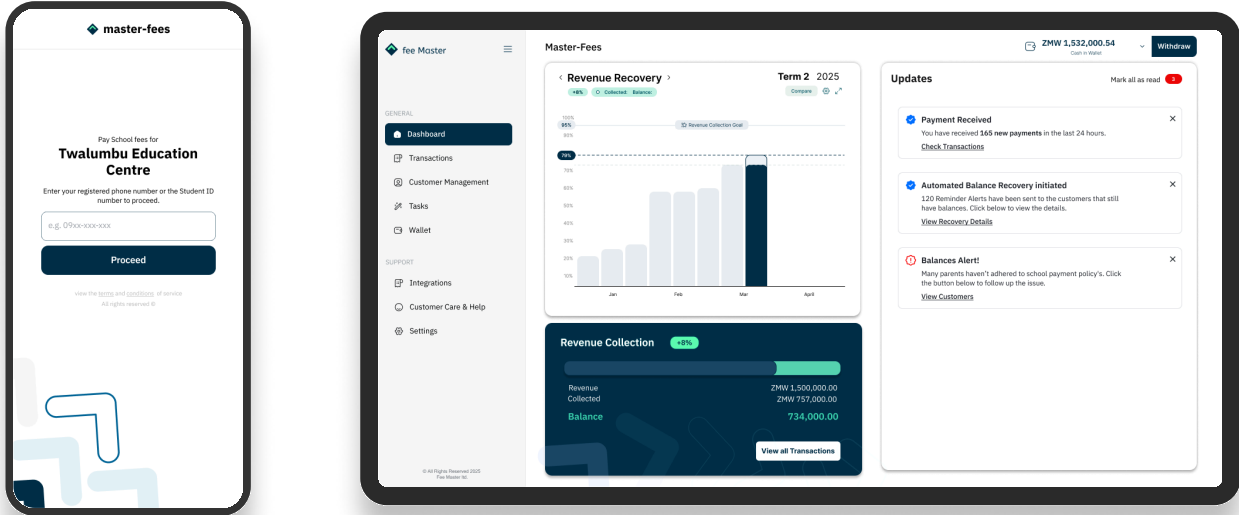 master-fees
Pay School fees for
Twalumbu Education
Centre
Enter your registered phone number or the Student ID
number to proceed.
e.g. 09xx-xxx-xxx
Proceed
view the terms and conditions of service
All rights reserved ©
fee Master
GENERAL
Dashboard
Transactions
Customer Management
Tasks
Wallet
SUPPORT
Integrations
Customer Care & Help
Settings
© All Rights Reserved 2025
Fee Master ltd,
Master-Fees
ZMW 1,532,000.54
Cash in Wallet
Withdraw
Revenue Recovery
+8%
Collected: Balance:
Term 2 2025
Compare
100%
95%
Revenue Collection Goal
80%
79%
70%
60%
50%
40%
30%
20%
10%
Jan Feb Mar April
Revenue Collection +8%
Revenue ZMW 1,500,000.00
Collected ZMW 757,000.00
Balance 734,000.00
View all Transactions
Updates
Mark all as read 3
Payment Received
You have received 165 new payments in the last 24 hours.
Check Transactions
Automated Balance Recovery initiated
120 Reminder Alerts have been sent to the customers that still
have balances. Click below to view the details.
View Recovery Details
Balances Alert!
Many parents haven't adhered to school payment policy's. Click
the button below to follow up the issue.
View Customers